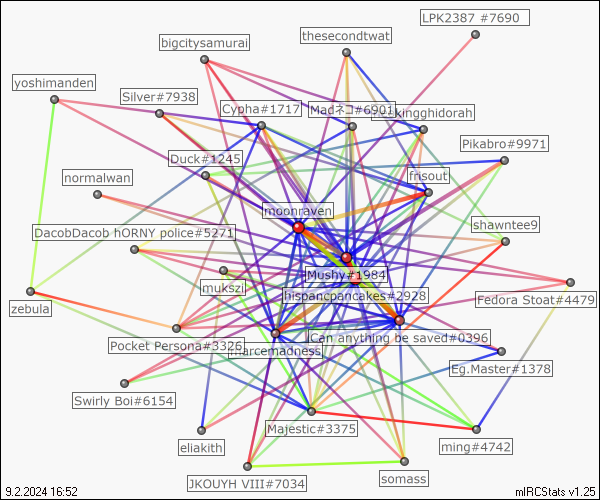 LPK2387 #7690
thesecondtwat
bigcitysamurai
yoshimanden
Silver#7938
Cypha#1717
Madネコ#6901
kingghidorah
Pikabro#9971
Duck#1245
normalwan
frisout
moonraven
shawntee9
DacobDacob hORNY police#5271
Mushy#1984
mukszi
hispancpancakes#2928
Fedora Stoat#4479
zebula
Can anything be saved#0396
Pocket Persona#3326
marcemadness
Eg.Master#1378
Swirly Boi#6154
Majestic#3375
eliakith
ming#4742
JKOUYH VIII#7034
somass
9.2.2024 16:52
mIRCStats v1.25